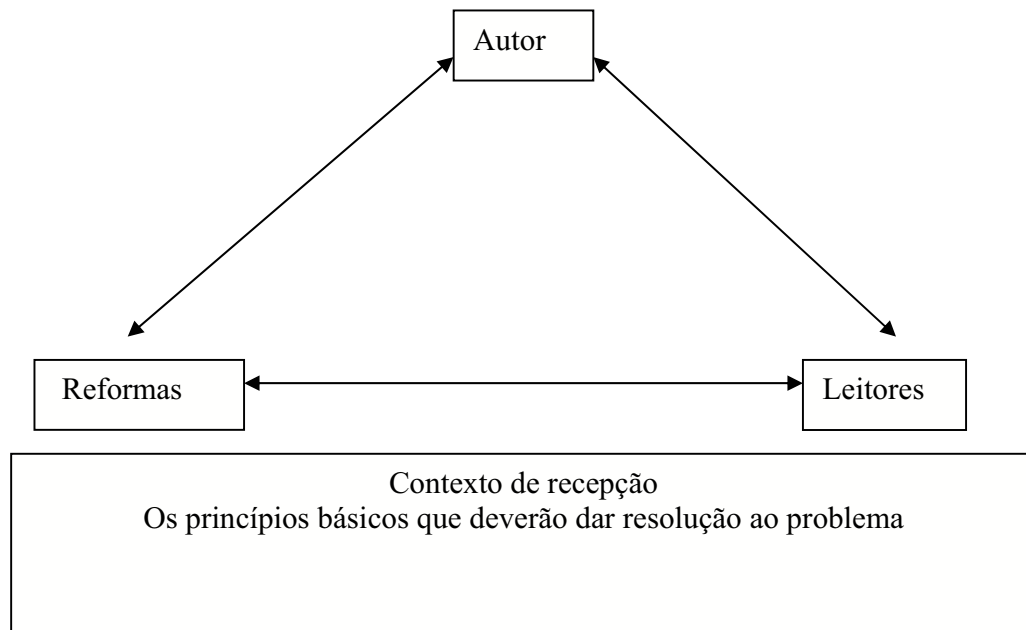 Autor
Reformas
Leitores
Contexto de recepção
Os princípios básicos que deverão dar resolução ao problema